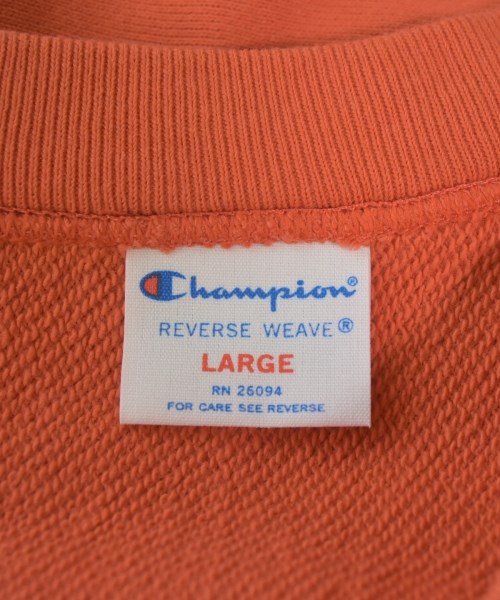 Champion®
REVERSE WEAVE®
LARGE
RN 26094
FOR CARE SEE REVERSE